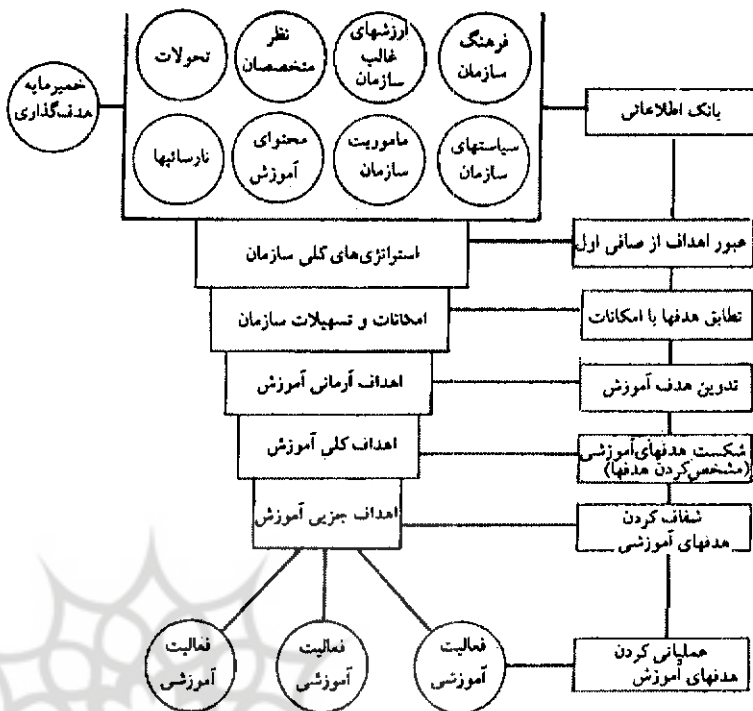 فرهنگ
سازمان
ارزشهای
غالب
سازمان
نظر
متخصصان
تحولات
خمیرمایه
هدف‌گذاری
بانک اطلاعاتی
سیاستهای
سازمان
ماموریت
سازمان
محتوای
آموزش
نارسائیها
استراتژی‌های کلی سازمان
عبور اهداف از صافی اول
امکانات و تسهیلات سازمان
تطابق هدفها با امکانات
اهداف آرمانی آموزش
تدوین هدف آموزش
اهداف کلی آموزش
شکست هدفهای‌آموزشی
(مشخص‌کردن هدفها)
اهداف جزیی آموزش
شفاف کردن
هدفهای آموزشی
فعالیت
آموزشی
فعالیت
آموزشی
فعالیت
آموزشی
عملیاتی کردن
هدفهای آموزش